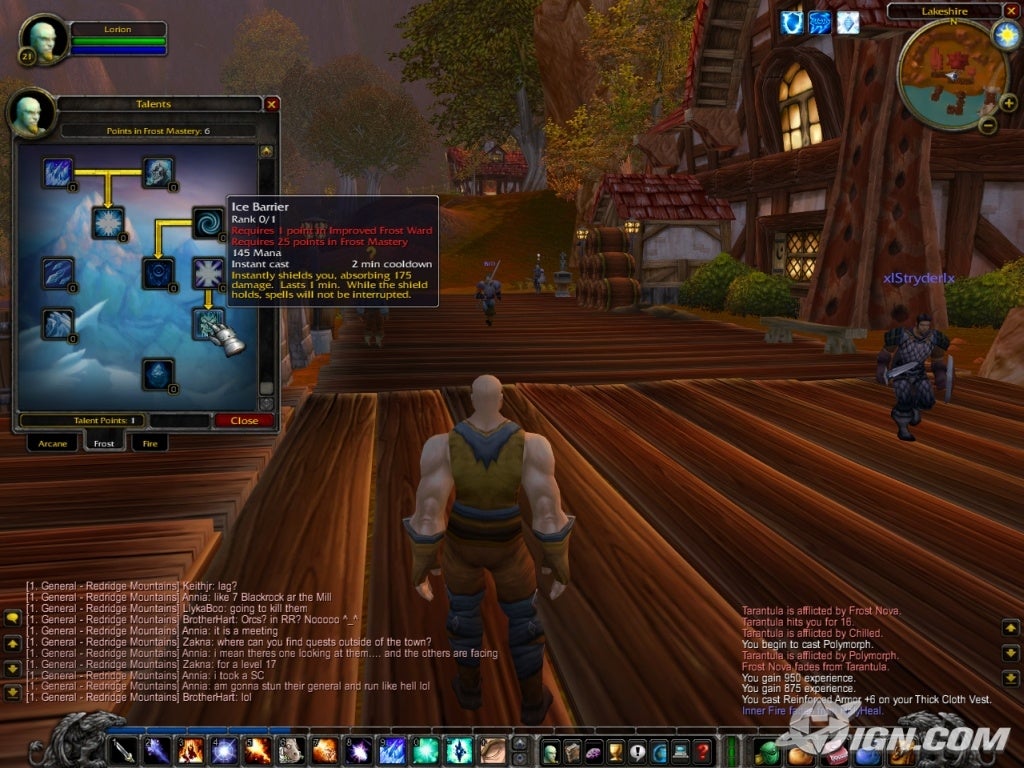 Lorion
21
Lakeshire
N
Talents
Points in Frost Mastery: 6
Ice Barrier
Rank 0/1
Requires 1 point in Improved Frost Ward
Requires 25 points in Frost Mastery
145 Mana
Instant cast 2 min cooldown
Instantly shields you, absorbing 175
damage. Lasts 1 min. While the shield
holds, spells will not be interrupted.
xlStryderlx
Talent Points: 1
Close
Arcane Frost Fire
[1. General - Redridge Mountains] Keithjr: lag?
[1. General - Redridge Mountains] Annia: like 7 Blackrock ar the Mill
[1. General - Redridge Mountains] LlykaBoo: going to kill them
[1. General - Redridge Mountains] BrotherHart: Orcs? in RR? Nooooo ^_^
[1. General - Redridge Mountains] Annia: it is a meeting
[1. General - Redridge Mountains] Zakna: where can you find quests outside of the town?
[1. General - Redridge Mountains] Annia: i mean theres one looking at them.... and the others are facing
[1. General - Redridge Mountains] Zakna: for a level 17
[1. General - Redridge Mountains] Annia: i took a SC
[1. General - Redridge Mountains] Annia: am gonna stun their general and run like hell lol
[1. General - Redridge Mountains] BrotherHart: lol
Tarantula is afflicted by Frost Nova.
Tarantula hits you for 16.
Tarantula is afflicted by Chilled.
You begin to cast Polymorph.
Tarantula is afflicted by Polymorph.
Frost Nova fades from Tarantula.
You gain 950 experience.
You gain 875 experience.
You cast Reinforced Armor +6 on your Thick Cloth Vest.
Inner Fire
IGN.COM